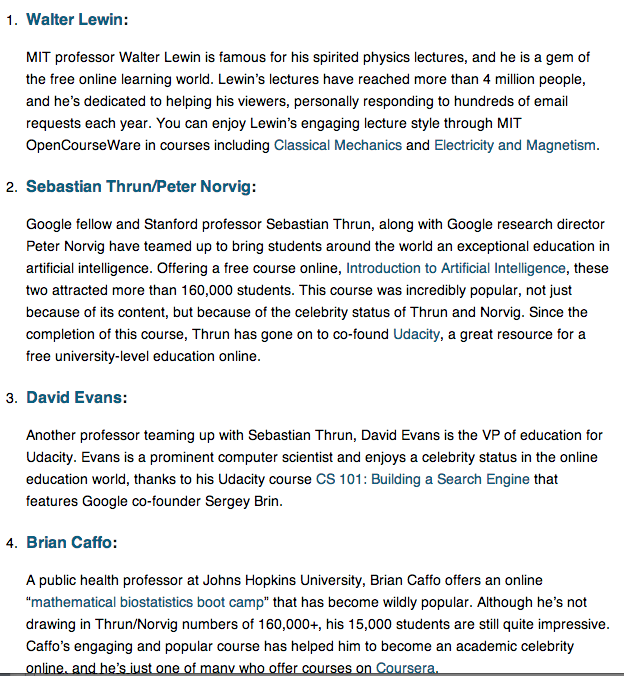 1. Walter Lewin:
MIT professor Walter Lewin is famous for his spirited physics lectures, and he is a gem of
the free online learning world. Lewin's lectures have reached more than 4 million people,
and he's dedicated to helping his viewers, personally responding to hundreds of email
requests each year. You can enjoy Lewin's engaging lecture style through MIT
OpenCourseWare in courses including Classical Mechanics and Electricity and Magnetism.
2. Sebastian Thrun/Peter Norvig:
Google fellow and Stanford professor Sebastian Thrun, along with Google research director
Peter Norvig have teamed up to bring students around the world an exceptional education in
artificial intelligence. Offering a free course online, Introduction to Artificial Intelligence, these
two attracted more than 160,000 students. This course was incredibly popular, not just
because of its content, but because of the celebrity status of Thrun and Norvig. Since the
completion of this course, Thrun has gone on to co-found Udacity, a great resource for a
free university-level education online.
3. David Evans:
Another professor teaming up with Sebastian Thrun, David Evans is the VP of education for
Udacity. Evans is a prominent computer scientist and enjoys a celebrity status in the online
education world, thanks to his Udacity course CS 101: Building a Search Engine that
features Google co-founder Sergey Brin.
4. Brian Caffo:
A public health professor at Johns Hopkins University, Brian Caffo offers an online
"mathematical biostatistics boot camp" that has become wildly popular. Although he's not
drawing in Thrun/Norvig numbers of 160,000+, his 15,000 students are still quite impressive.
Caffo's engaging and popular course has helped him to become an academic celebrity
online, and he's just one of many who offer courses on Coursera.